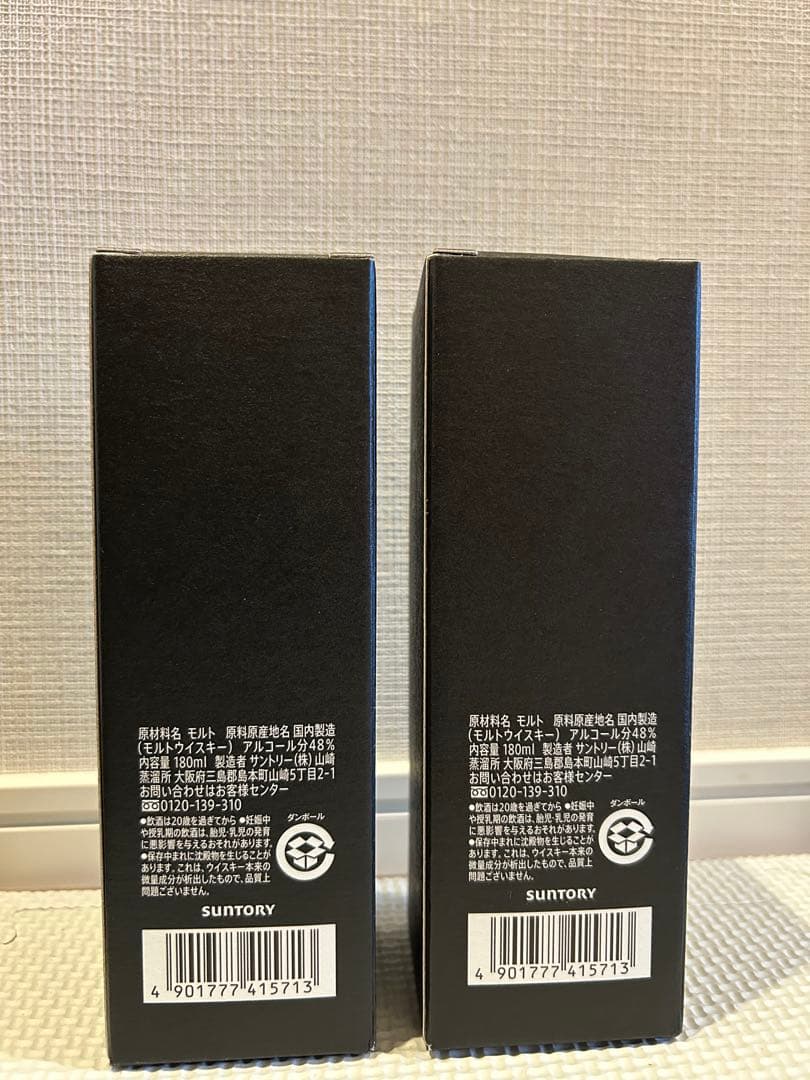 原材料名 モルト 原料原産地名 国内製造
(モルトウイスキー) アルコール分48%
内容量 180ml 製造者 サントリー(株) 山崎
蒸溜所 大阪府三島郡島本町山崎5丁目2-1
お問い合わせはお客様センター
0120-139-310
●飲酒は20歳を過ぎてから ●妊娠中
や授乳期の飲酒は、胎児・乳児の発育
に悪影響を与えるおそれがあります。
●保存中まれに沈殿物を生じることが
あります。これは、ウイスキー本来の
微量成分が析出したもので、品質上
問題ございません。
ダンボール
SUNTORY
4 901777 415713
原材料名 モルト 原料原産地名 国内製造
(モルトウイスキー) アルコール分48%
内容量 180ml 製造者 サントリー(株) 山崎
蒸溜所 大阪府三島郡島本町山崎5丁目2-1
お問い合わせはお客様センター
0120-139-310
●飲酒は20歳を過ぎてから ●妊娠中
や授乳期の飲酒は、胎児・乳児の発育
に悪影響を与えるおそれがあります。
●保存中まれに沈殿物を生じることが
あります。これは、ウイスキー本来の
微量成分が析出したもので、品質上
問題ございません。
ダンボール
SUNTORY
4 901777 415713